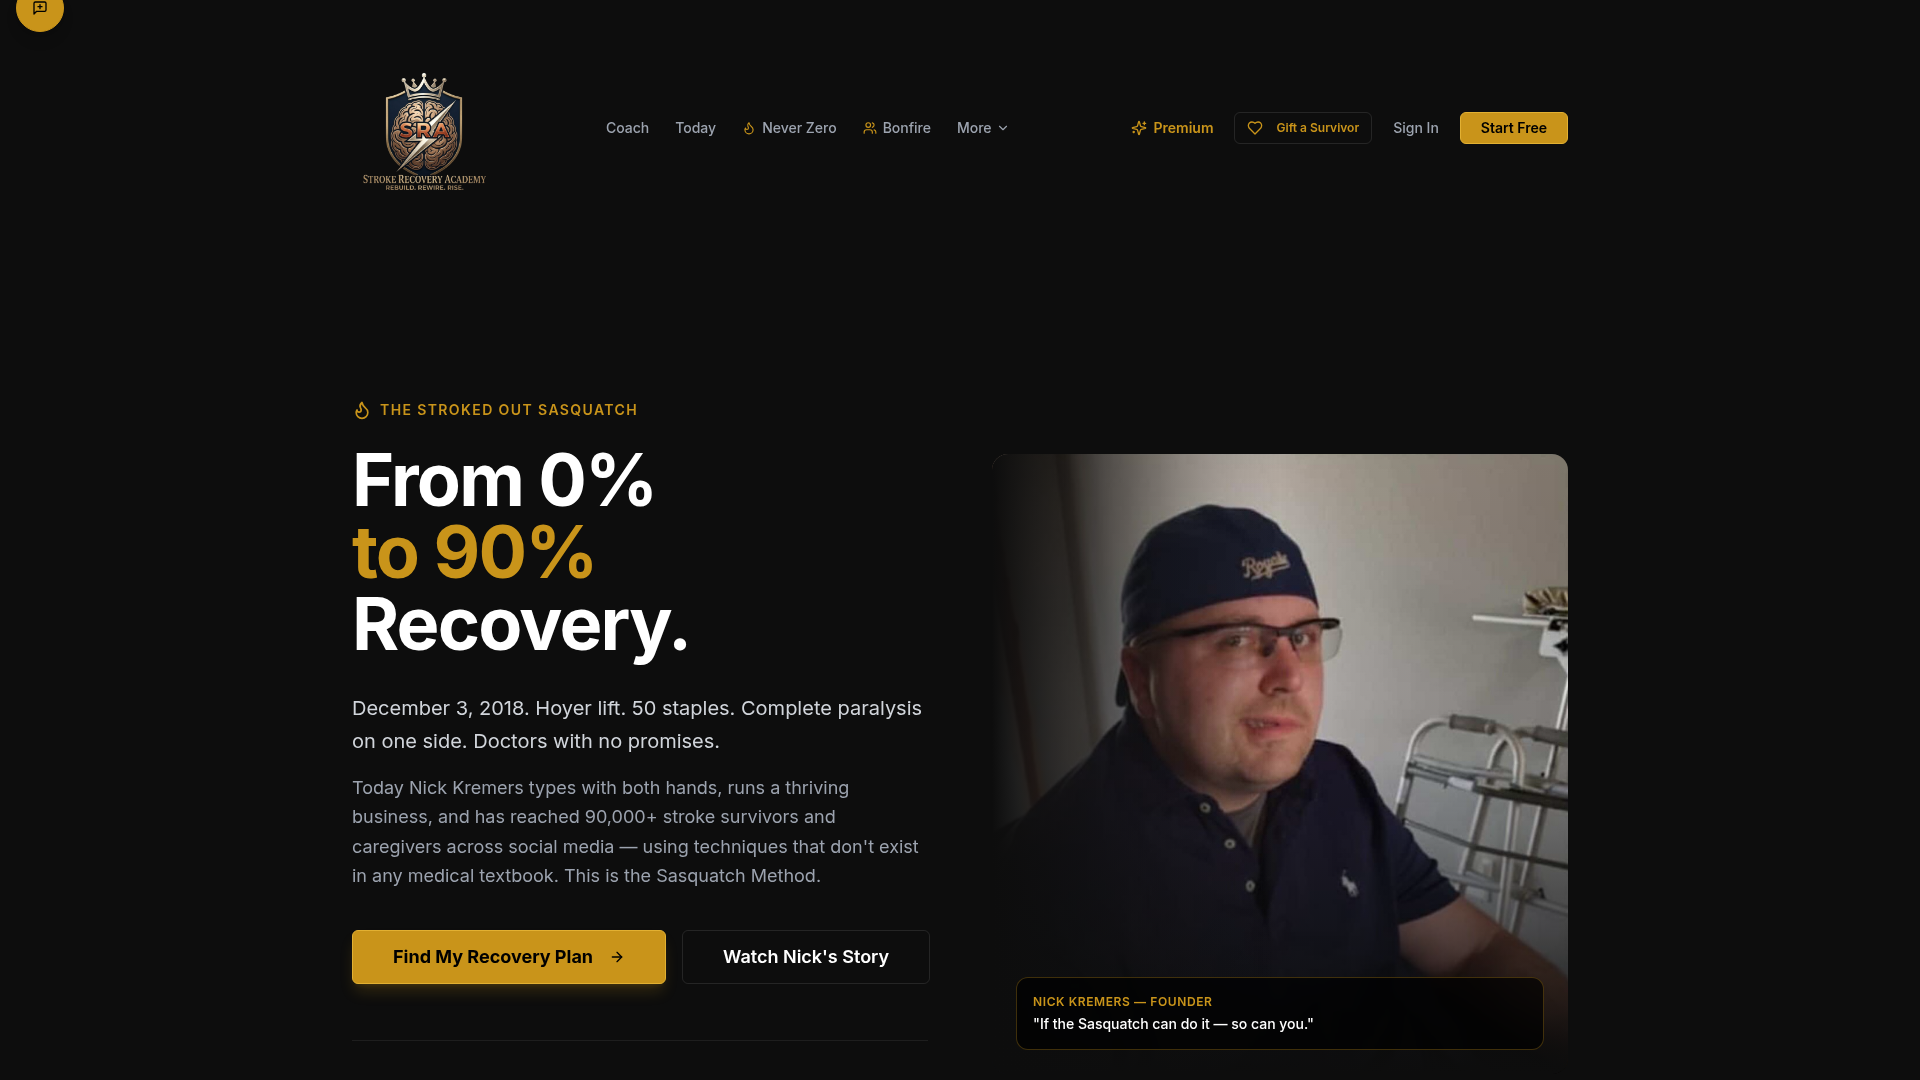 SRA
STROKE RECOVERY ACADEMY
REBUILD. REWIRE. RISE.
Coach
Today
Never Zero
Bonfire
More
Premium
Gift a Survivor
Sign In
Start Free
THE STROKED OUT SASQUATCH
From 0%
to 90%
Recovery.
December 3, 2018. Hoyer lift. 50 staples. Complete paralysis
on one side. Doctors with no promises.
Today Nick Kremers types with both hands, runs a thriving
business, and has reached 90,000+ stroke survivors and
caregivers across social media — using techniques that don't exist
in any medical textbook. This is the Sasquatch Method.
Find My Recovery Plan
Watch Nick's Story
Royals
NICK KREMERS — FOUNDER
"If the Sasquatch can do it — so can you."